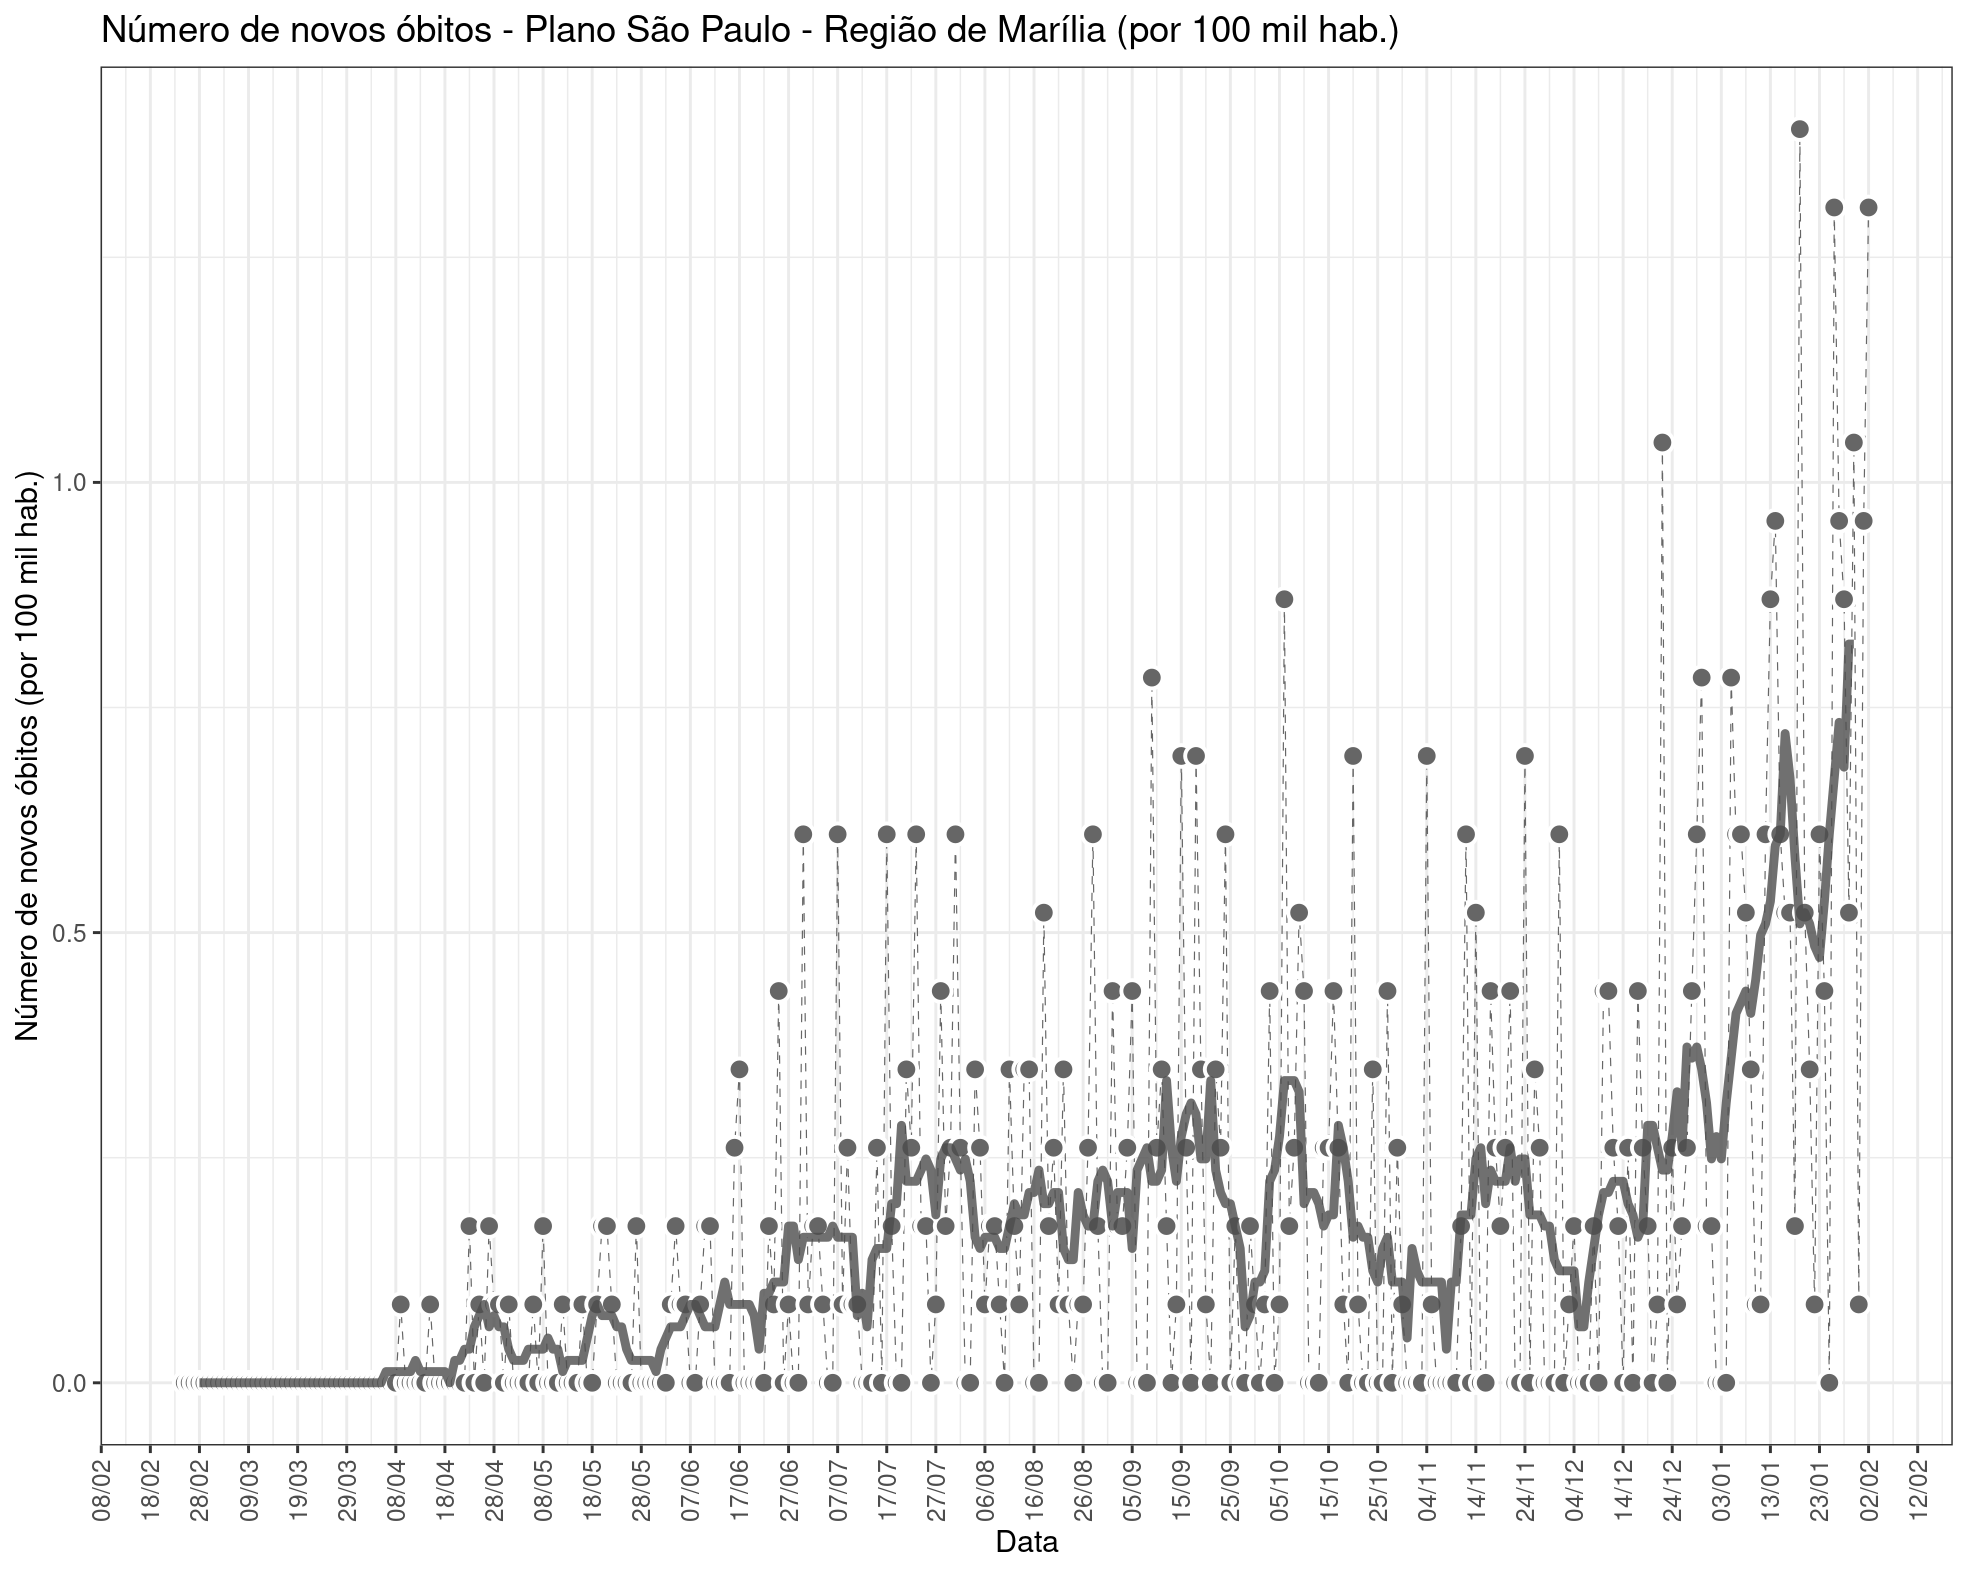 Número de novos óbitos - Plano São Paulo - Região de Marília (por 100 mil hab.)
Número de novos óbitos (por 100 mil hab.)
1.0
0.5
0.0
08/02 18/02 28/02 09/03 19/03 29/03 08/04 18/04 28/04 08/05 18/05 28/05 07/06 17/06 27/06 07/07 17/07 27/07 06/08 16/08 26/08 05/09 15/09 25/09 05/10 15/10 25/10 04/11 14/11 24/11 04/12 14/12 24/12 03/01 13/01 23/01 02/02 12/02
Data